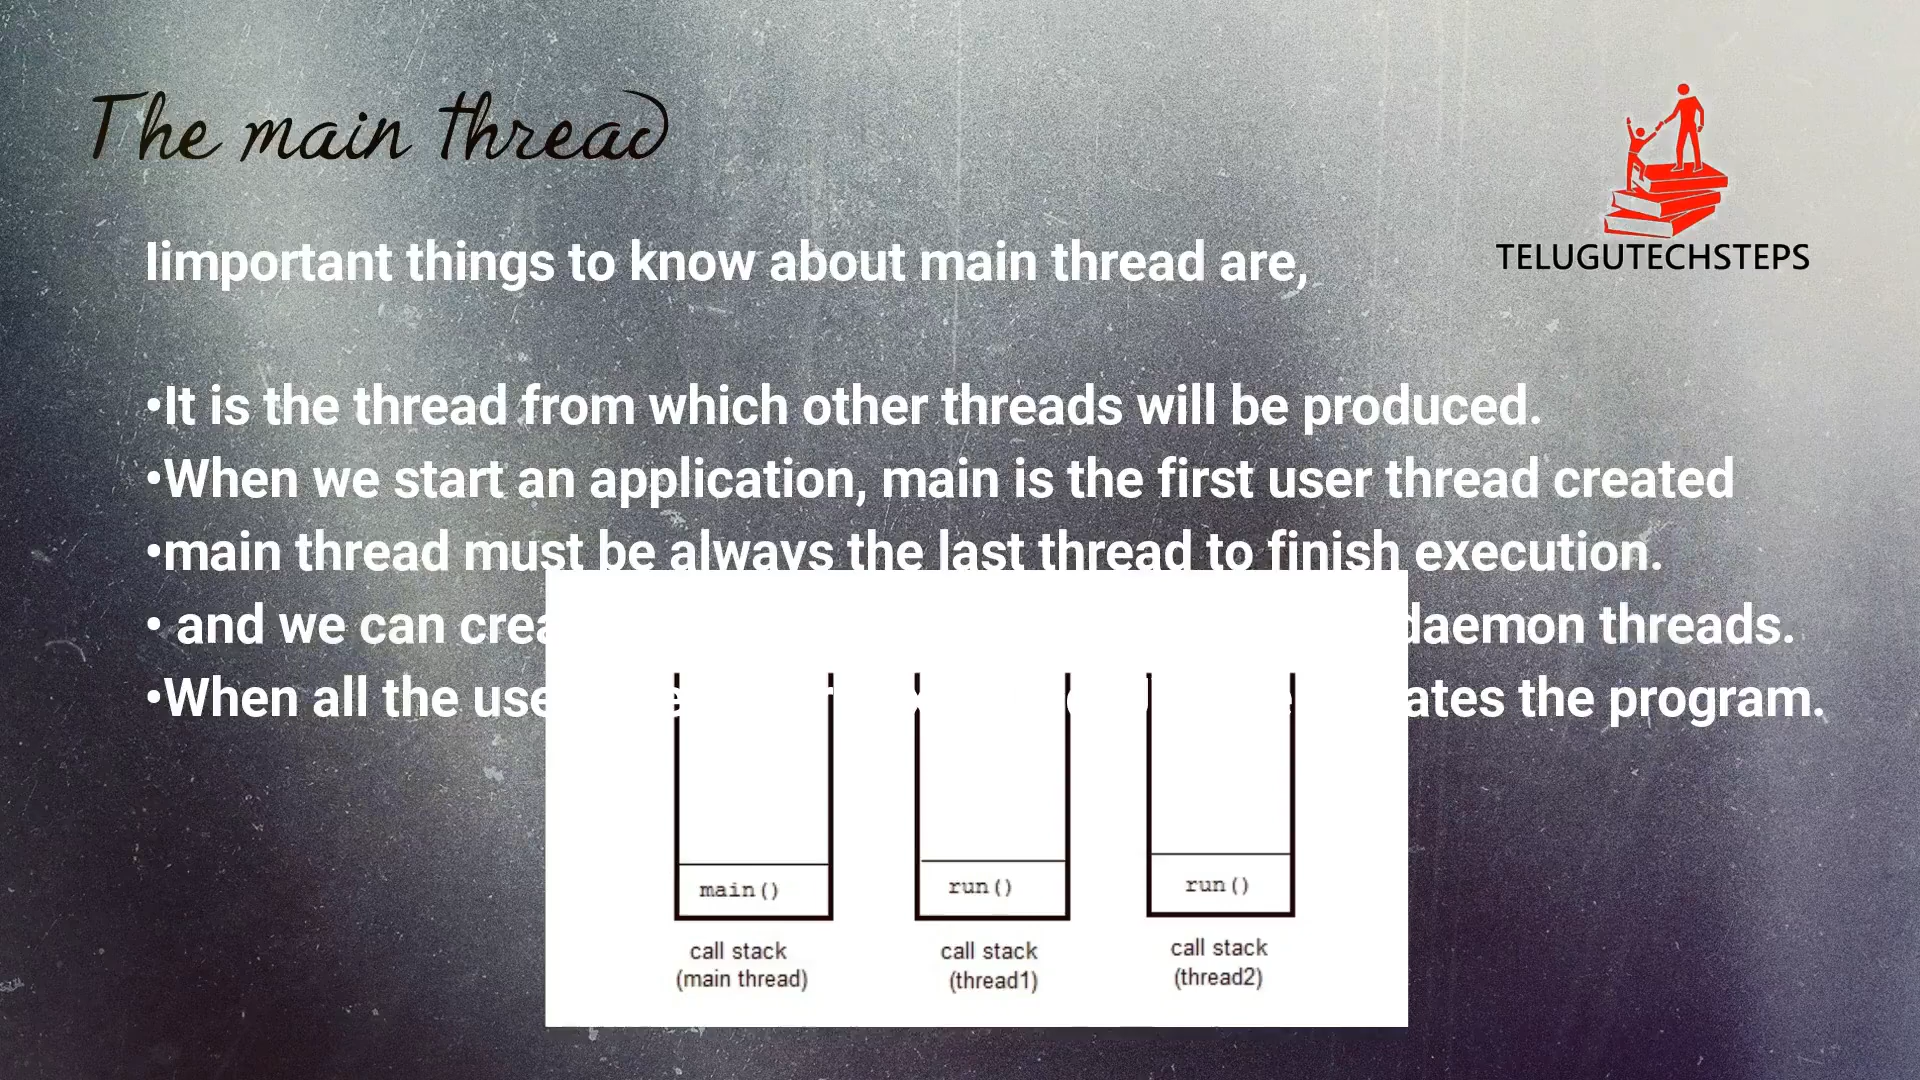 The main thread
TELUGUTECHSTEPS
Iimportant things to know about main thread are,
•It is the thread from which other threads will be produced.
•When we start an application, main is the first user thread created
•main thread must be always the last thread to finish execution.
• and we can daemon threads.
•When all the the program.
main() run() run()
call stack call stack call stack
(main thread) (thread1) (thread2)